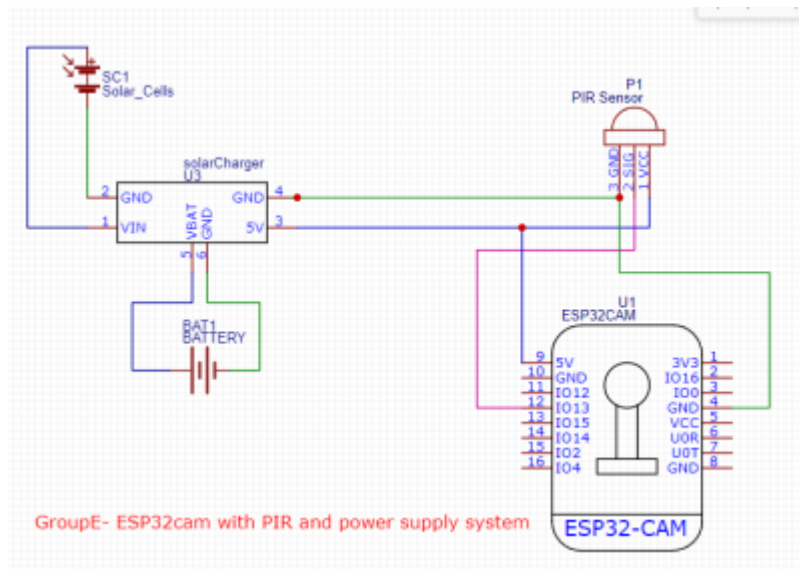 SC1
Solar_Cells
P1
PIR Sensor
3 GND
2 SIG
1 VCC
solarCharger
U3
2 GND
1 VIN
GND 4
5V 3
VBAT 5
GND 6
BAT1
BATTERY
U1
ESP32CAM
9 5V
10 GND
11 IO12
12 IO13
13 IO15
14 IO14
15 IO2
16 IO4
3V3 1
IO16 2
IO0 3
GND 4
VCC 5
U0R 6
U0T 7
GND 8
ESP32-CAM
GroupE- ESP32cam with PIR and power supply system